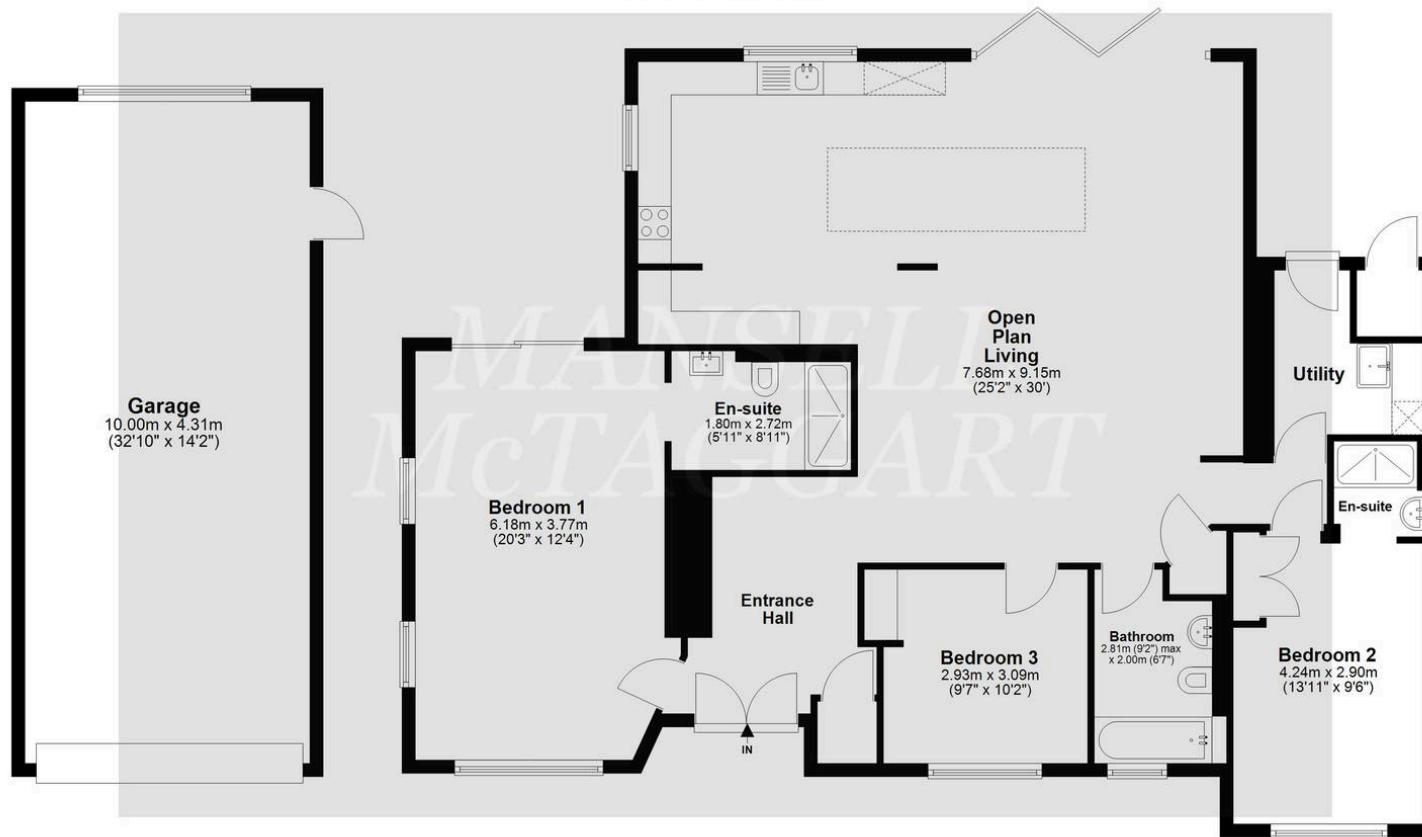 Garage
10.00m x 4.31m
(32'10" x 14'2")
MANSELL
McTAGGART
Open
Plan
Living
7.68m x 9.15m
(25'2" x 30')
Utility
En-suite
1.80m x 2.72m
(5'11" x 8'11")
Bedroom 1
6.18m x 3.77m
(20'3" x 12'4")
En-suite
Entrance
Hall
Bedroom 3
2.93m x 3.09m
(9'7" x 10'2")
Bathroom
2.81m (9'2") max
x 2.00m (6'7")
Bedroom 2
4.24m x 2.90m
(13'11" x 9'6")
IN